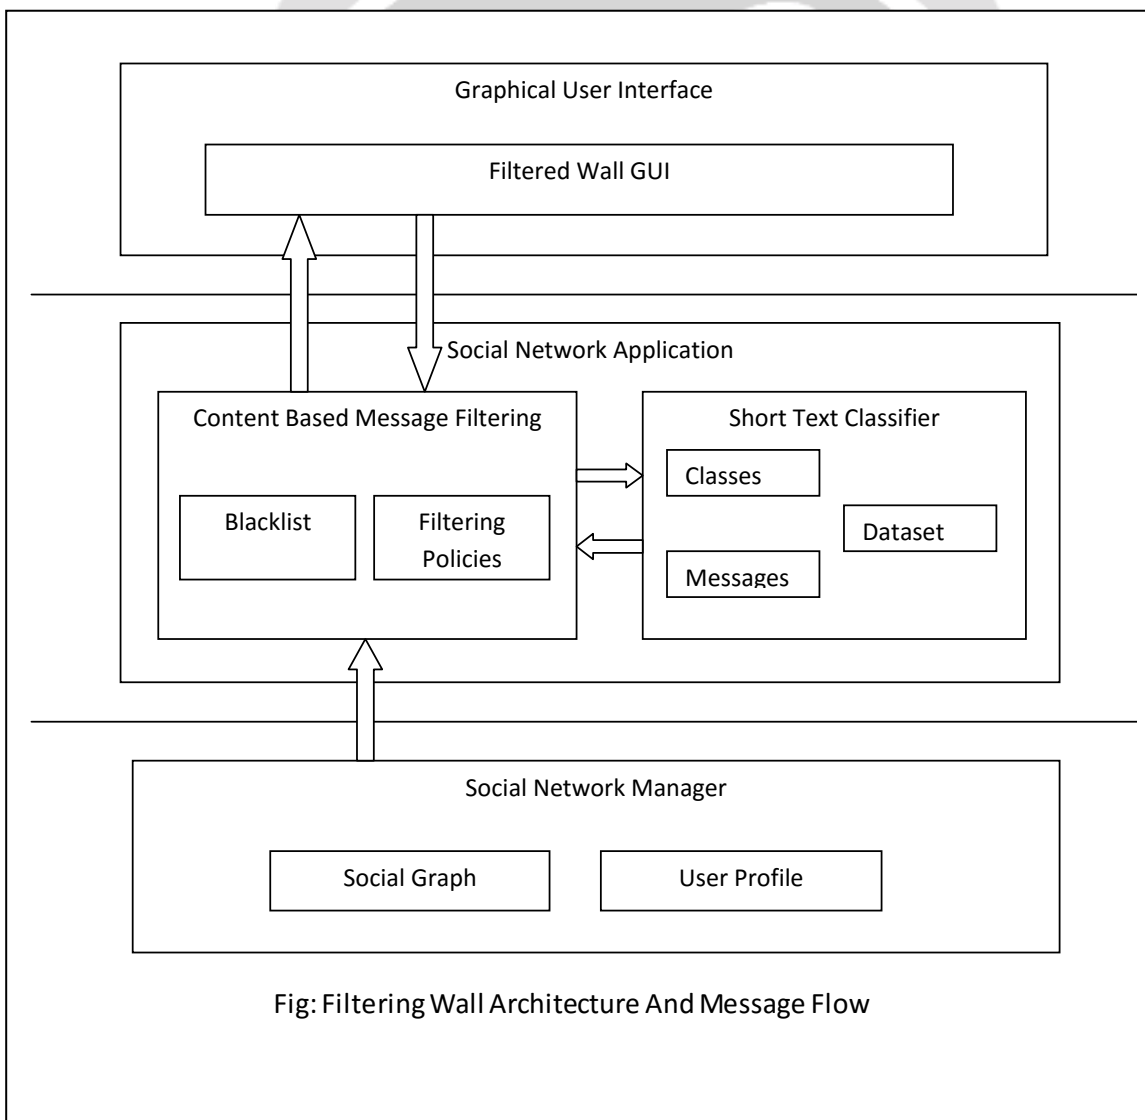 Graphical User Interface
Filtered Wall GUI
Social Network Application
Content Based Message Filtering
Blacklist
Filtering
Policies
Short Text Classifier
Classes
Dataset
Messages
Social Network Manager
Social Graph
User Profile
Fig: Filtering Wall Architecture And Message Flow